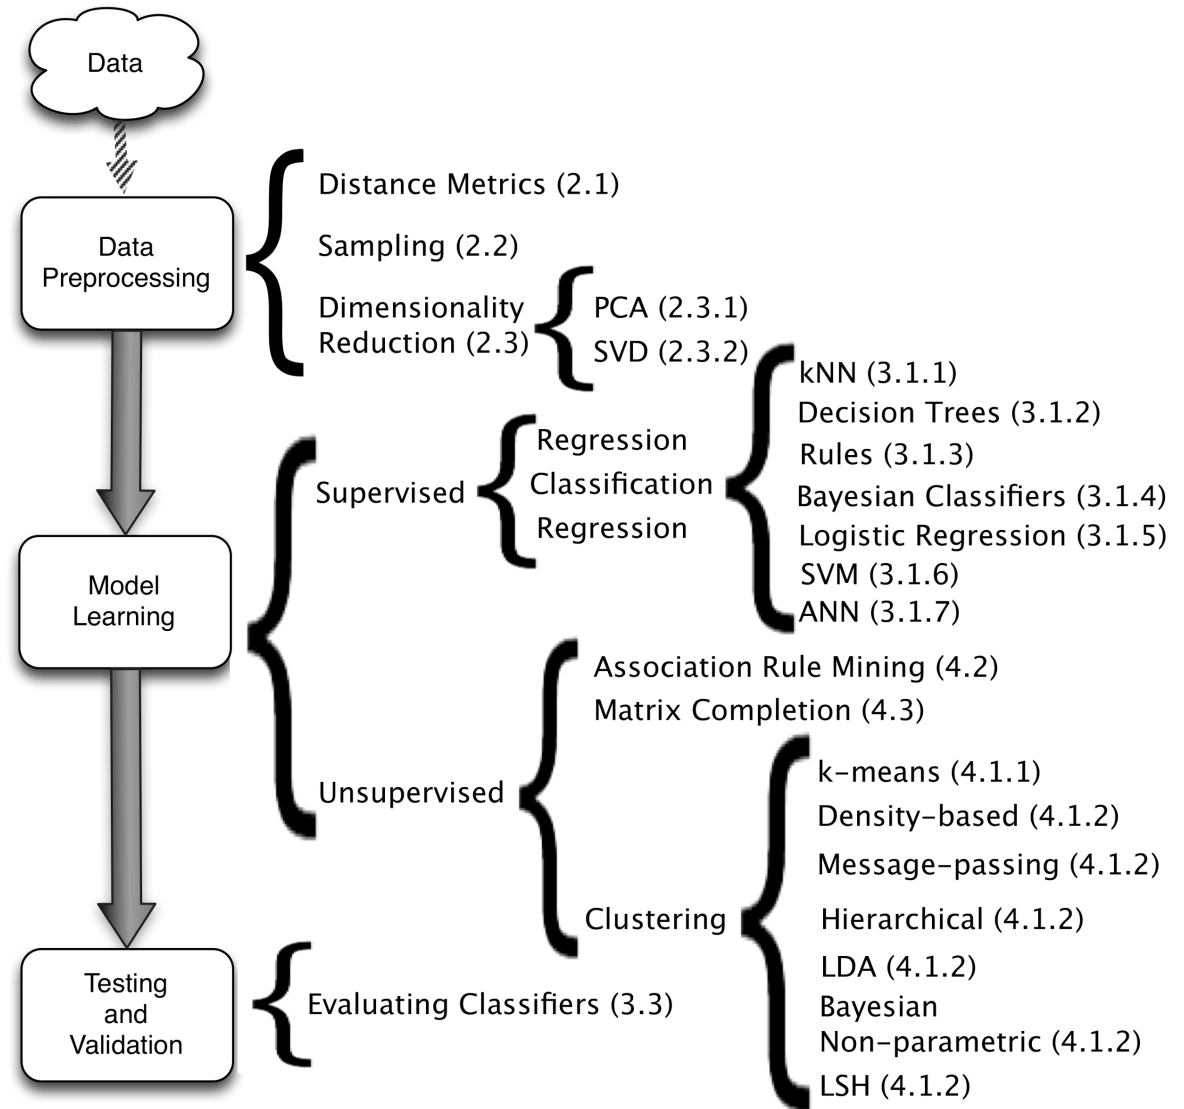 Data
Data
Preprocessing
Distance Metrics (2.1)
Sampling (2.2)
Dimensionality
Reduction (2.3)
PCA (2.3.1)
SVD (2.3.2)
Model
Learning
Supervised
Regression
Classification
Regression
kNN (3.1.1)
Decision Trees (3.1.2)
Rules (3.1.3)
Bayesian Classifiers (3.1.4)
Logistic Regression (3.1.5)
SVM (3.1.6)
ANN (3.1.7)
Unsupervised
Association Rule Mining (4.2)
Matrix Completion (4.3)
Clustering
k-means (4.1.1)
Density-based (4.1.2)
Message-passing (4.1.2)
Hierarchical (4.1.2)
LDA (4.1.2)
Bayesian
Non-parametric (4.1.2)
LSH (4.1.2)
Testing
and
Validation
Evaluating Classifiers (3.3)